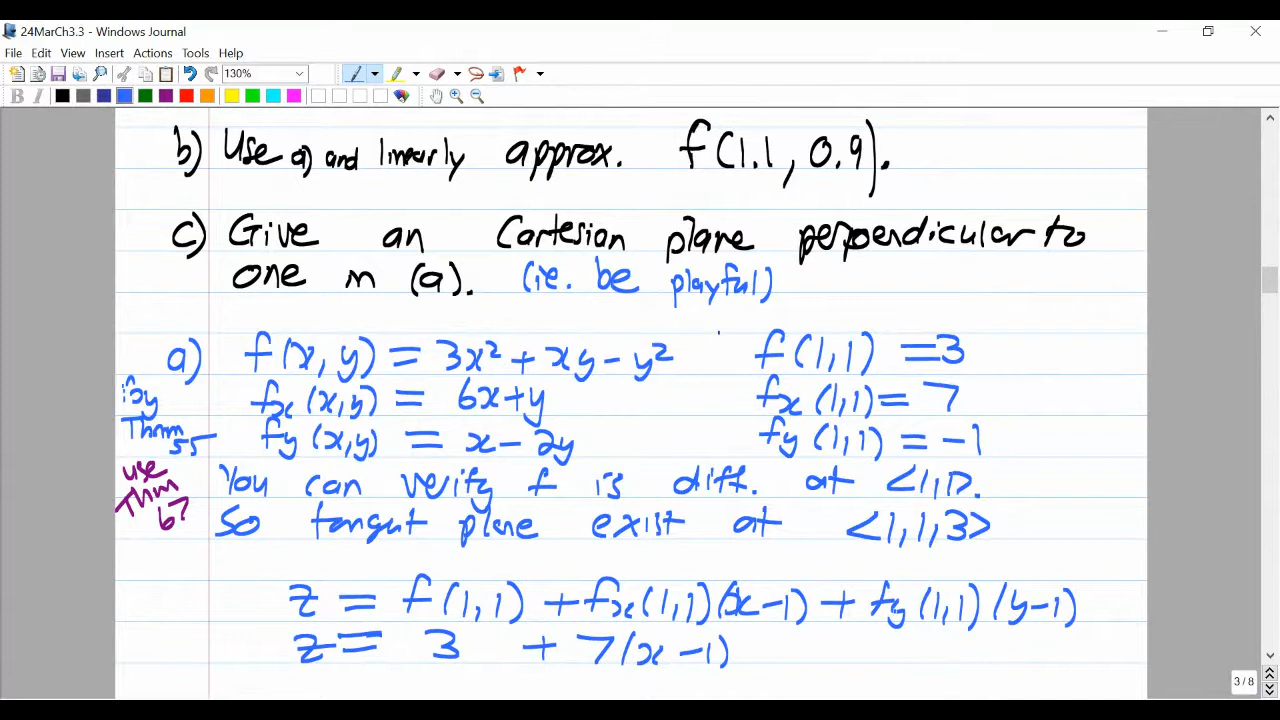 24MarCh3.3 - Windows Journal
File Edit View Insert Actions Tools Help
130%
B I
b) Use a) and linearly approx. f(1.1, 0.9).
c) Give an Cartesian plane perpendicular to
one in (a). (ie. be playful)
a) f(x,y) = 3x² + xy - y² f(1,1) = 3
fx(x,y) = 6x+y fx(1,1) = 7
by Thrm 55 fy(x,y) = x - 2y fy(1,1) = -1
use Thm 67 You can verify f is diff. at <1,1>.
So tangent plane exist at <1,1,3>
z = f(1,1) + fx(1,1)(x-1) + fy(1,1)(y-1)
z = 3 + 7(x-1)
3 / 8